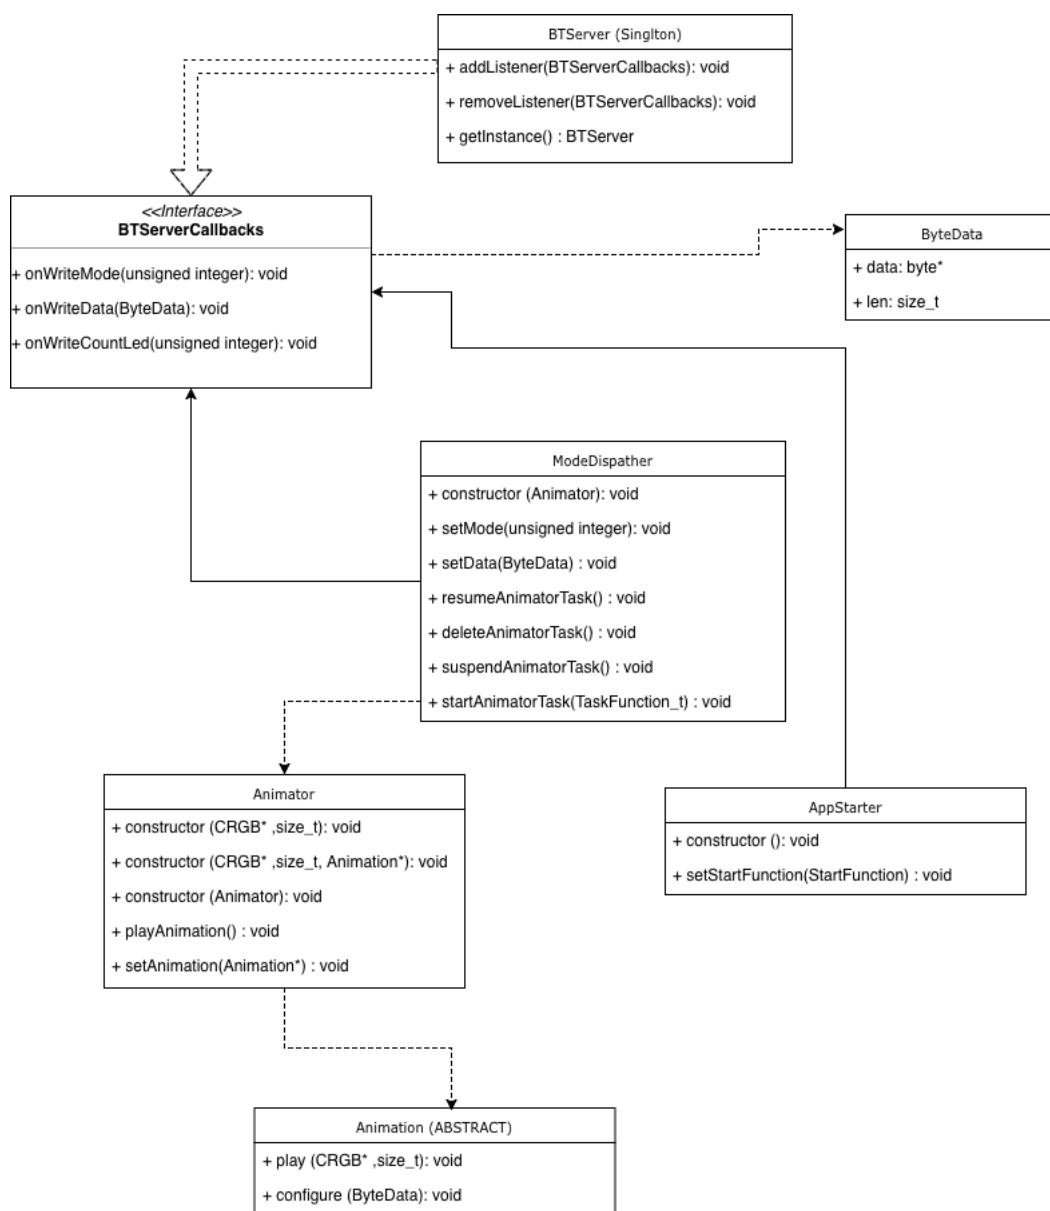 BTServer (Singlton)
+ addListener(BTServerCallbacks): void
+ removeListener(BTServerCallbacks): void
+ getInstance() : BTServer
<<Interface>>
BTServerCallbacks
+ onWriteMode(unsigned integer): void
+ onWriteData(ByteData): void
+ onWriteCountLed(unsigned integer): void
ByteData
+ data: byte*
+ len: size_t
ModeDispather
+ constructor (Animator): void
+ setMode(unsigned integer): void
+ setData(ByteData) : void
+ resumeAnimatorTask() : void
+ deleteAnimatorTask() : void
+ suspendAnimatorTask() : void
+ startAnimatorTask(TaskFunction_t) : void
Animator
+ constructor (CRGB* ,size_t): void
+ constructor (CRGB* ,size_t, Animation*): void
+ constructor (Animator): void
+ playAnimation() : void
+ setAnimation(Animation*) : void
AppStarter
+ constructor (): void
+ setStartFunction(StartFunction) : void
Animation (ABSTRACT)
+ play (CRGB* ,size_t): void
+ configure (ByteData): void